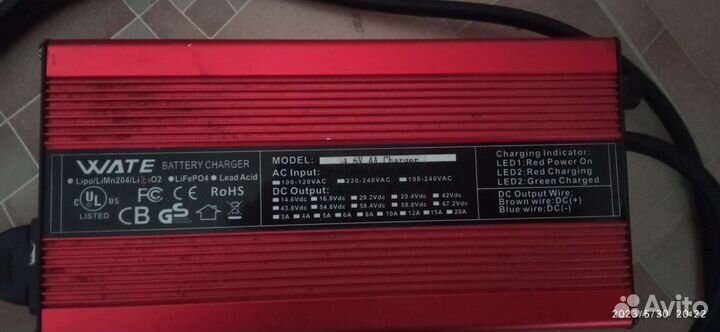 WATE BATTERY CHARGER
Lipo/LiMn204/ LiFePO4 Lead Acid
C UL US LISTED
FC CE RoHS
CB GS
MODEL: 4A Charger
AC Input:
100-120VAC 220-240VAC 100-240VAC
DC Output:
14.6Vdc 16.8Vdc 29.2Vdc 29.4Vdc 42Vdc
43.8Vdc 54.6Vdc 58.4Vdc 58.8Vdc 67.2Vdc
3A 4A 5A 6A 8A 10A 12A 15A 20A
Charging Indicator:
LED1:Red Power On
LED2:Red Charging
LED2:Green Charged
DC Output Wire:
Brown wire:DC(+)
Blue wire:DC(-)
Avito
2023/5/30 20:22